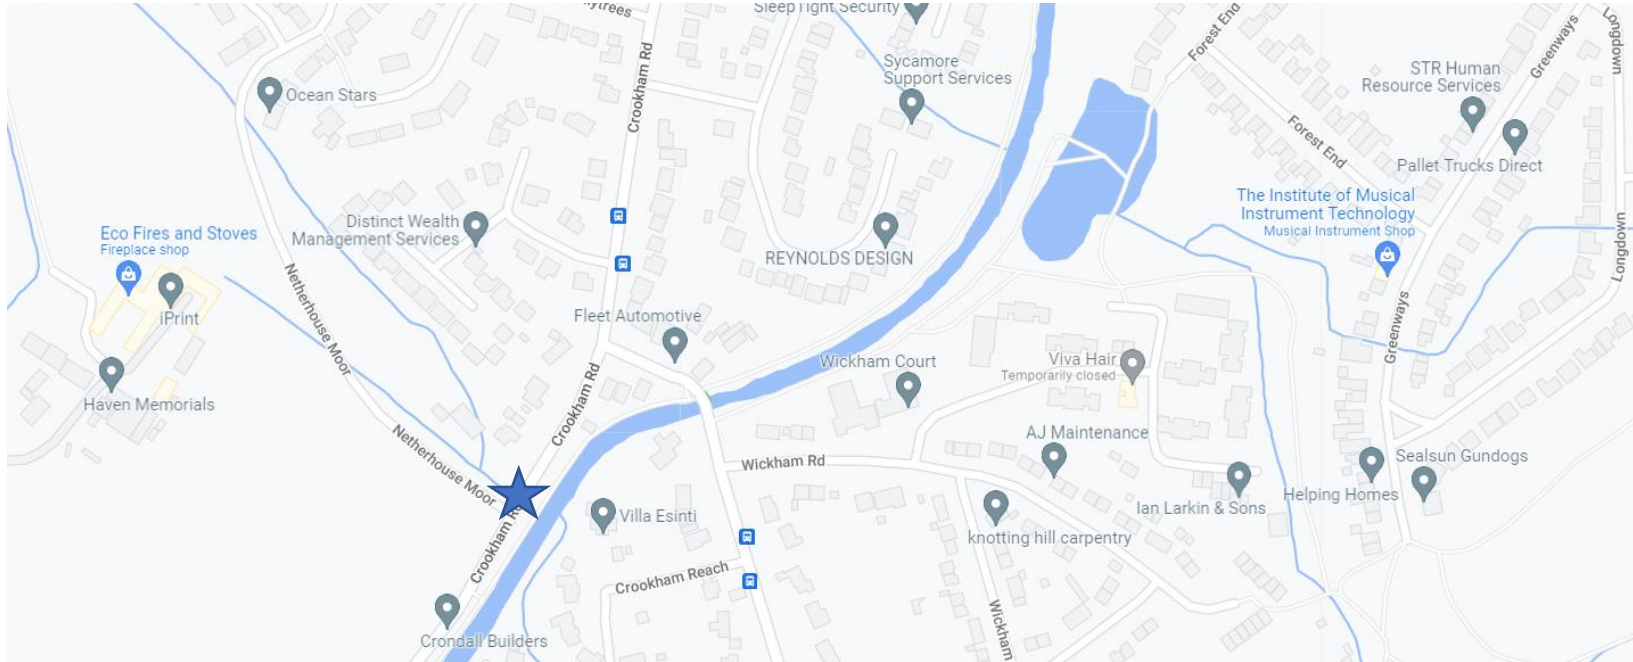 SleepTight Security
Crookham Rd
Forest End
Greenways
Longdown
Ocean Stars
Sycamore
Support Services
STR Human
Resource Services
Forest End
Pallet Trucks Direct
The Institute of Musical
Instrument Technology
Musical Instrument Shop
Distinct Wealth
Management Services
Eco Fires and Stoves
Fireplace shop
REYNOLDS DESIGN
Longdown
iPrint
Netherhouse Moor
Fleet Automotive
Greenways
Wickham Court
Viva Hair
Temporarily closed
Haven Memorials
Crookham Rd
Netherhouse Moor
AJ Maintenance
Wickham Rd
Sealsun Gundogs
Helping Homes
Ian Larkin & Sons
Villa Esinti
knotting hill carpentry
Crookham Rd
Crookham Reach
Wickham
Crondall Builders